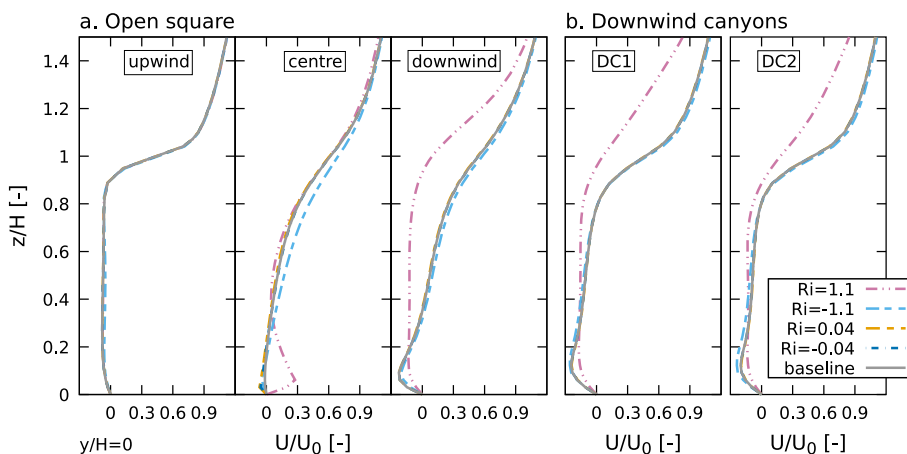 a. Open square
b. Downwind canyons
upwind
centre
downwind
DC1
DC2
z/H [-]
1.4
1.2
1
0.8
0.6
0.4
0.2
0
0 0.3 0.6 0.9
0 0.3 0.6 0.9
0 0.3 0.6 0.9
0 0.3 0.6 0.9
0 0.3 0.6 0.9
Ri=1.1
Ri=-1.1
Ri=0.04
Ri=-0.04
baseline
y/H=0
U/U0 [-]
U/U0 [-]